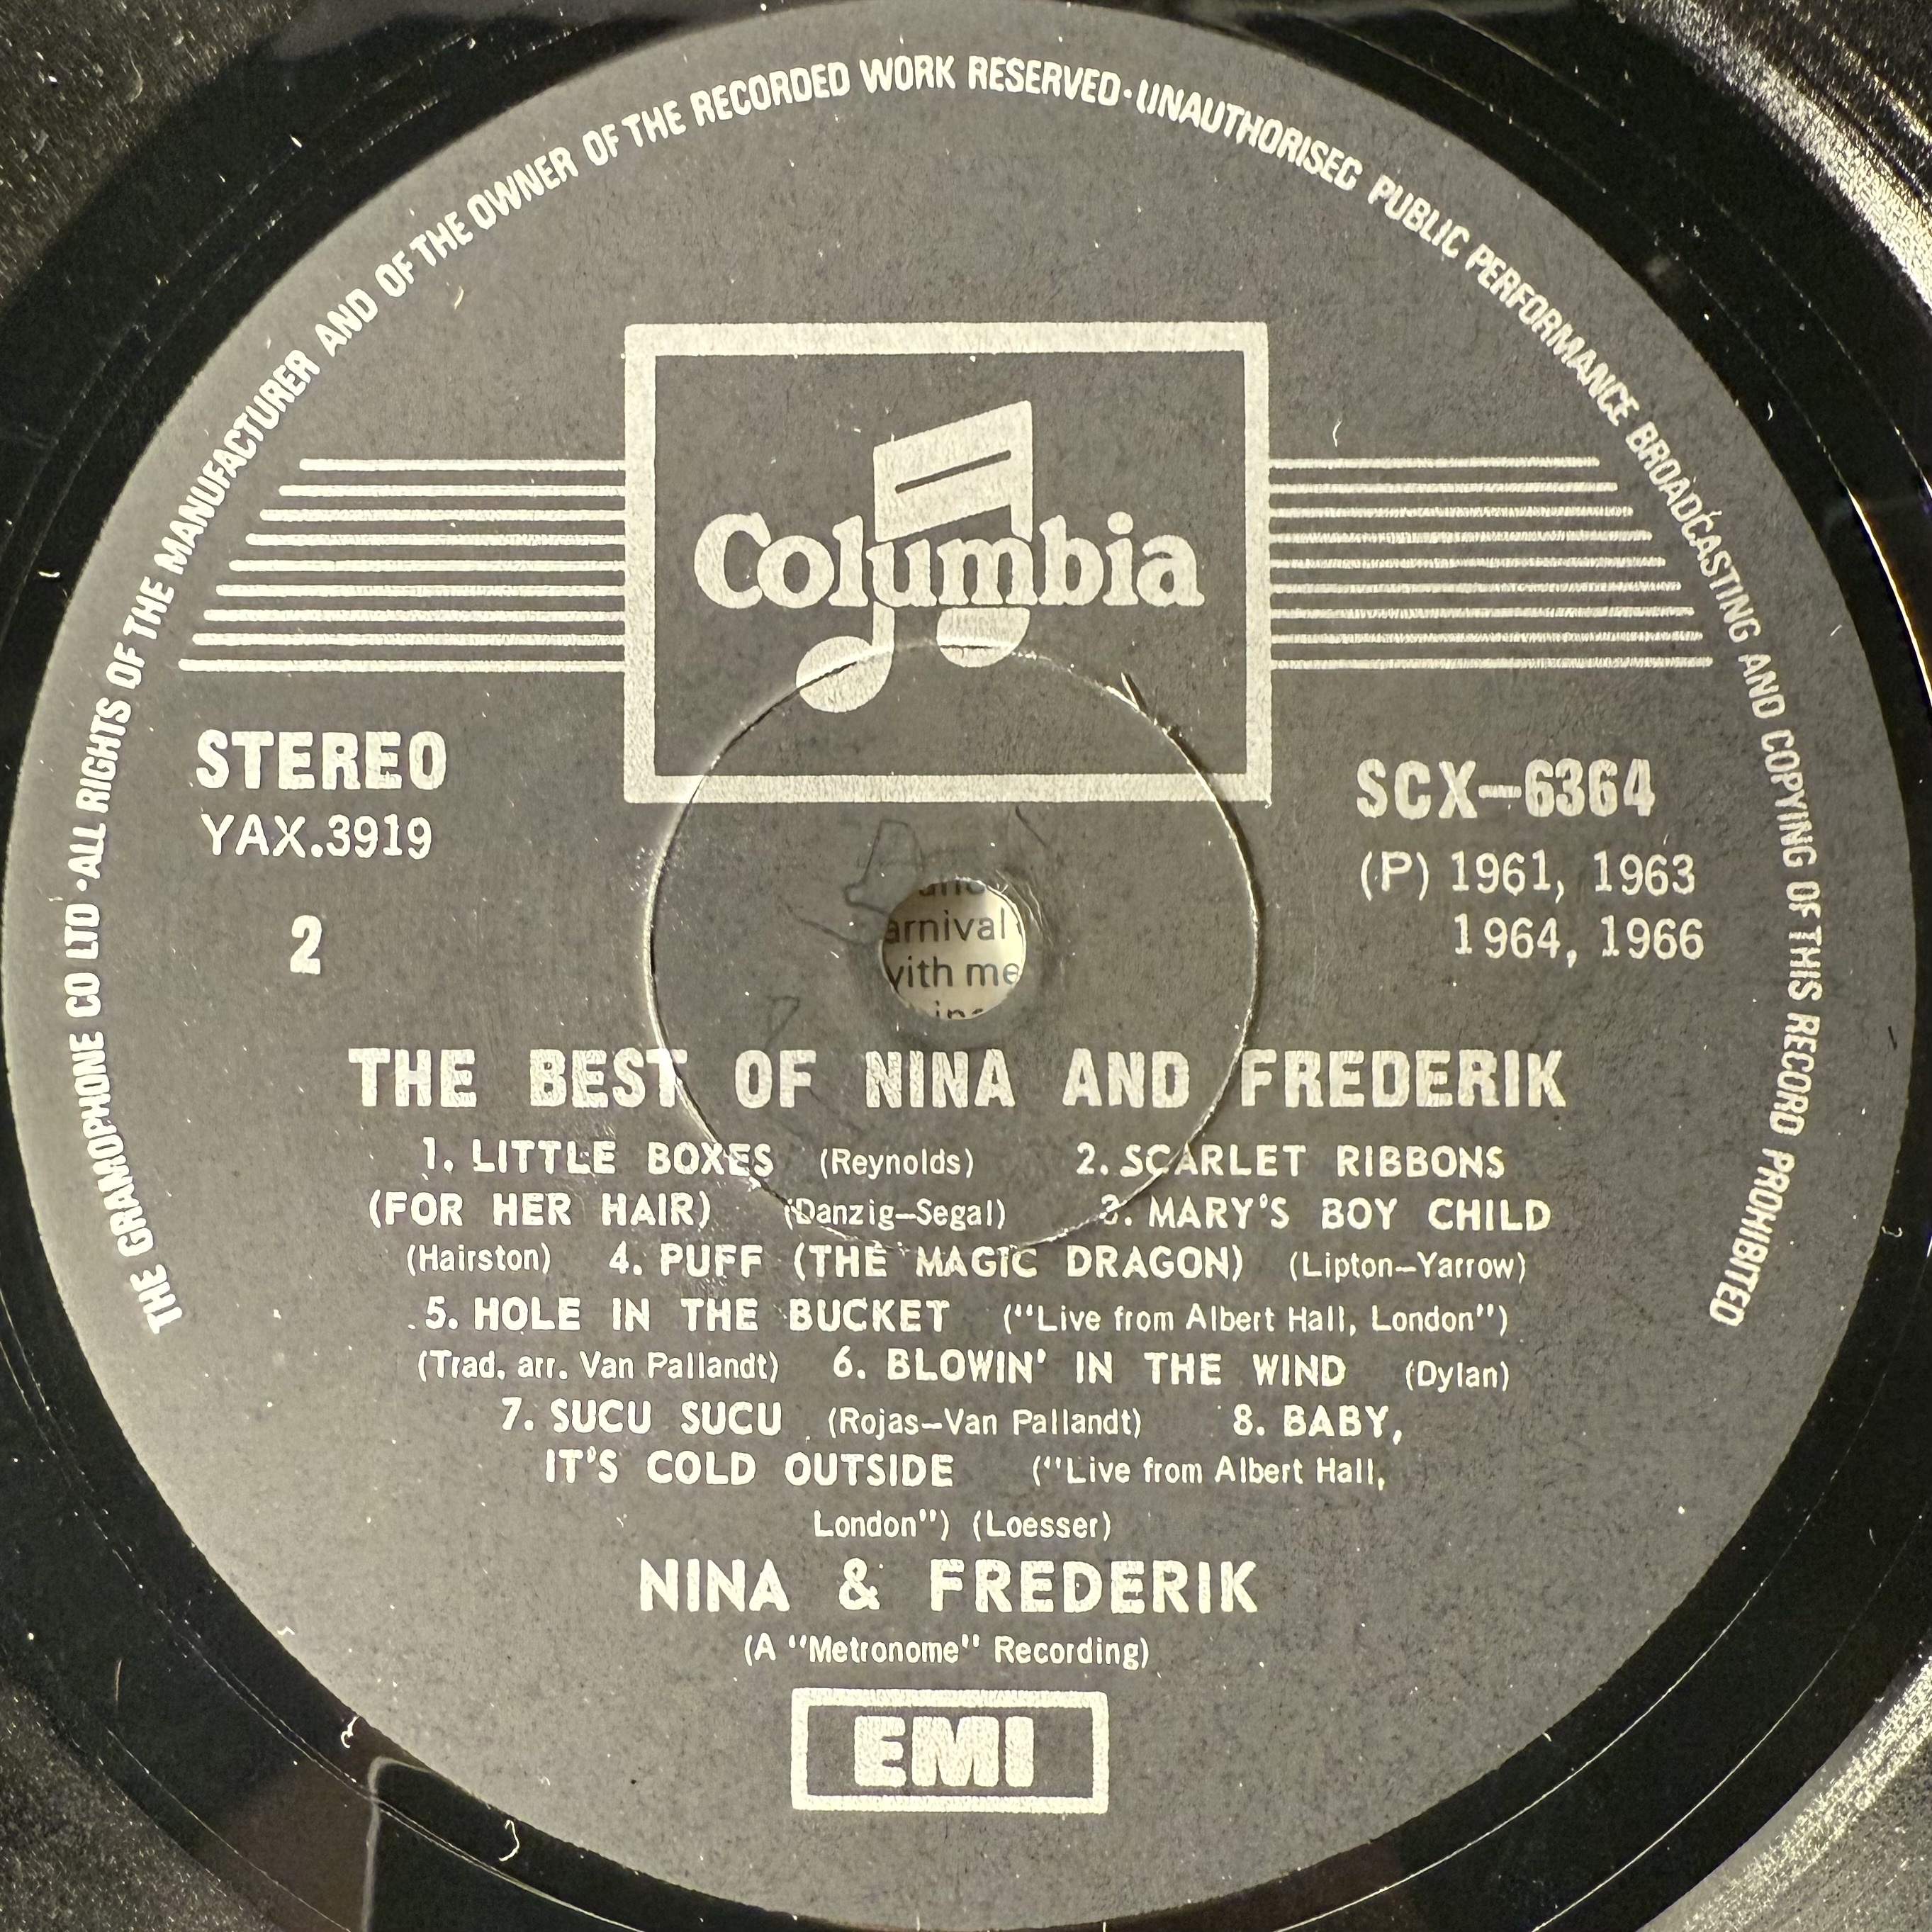 THE GRAMOPHONE CO LTD · ALL RIGHTS OF THE MANUFACTURER AND OF THE OWNER OF THE RECORDED WORK RESERVED · UNAUTHORISED PUBLIC PERFORMANCE BROADCASTING AND COPYING OF THIS RECORD PROHIBITED
Columbia
STEREO
YAX.3919
2
SCX–6364
(P) 1961, 1963
1964, 1966
arnival
with me
THE BEST OF NINA AND FREDERIK
1. LITTLE BOXES (Reynolds) 2. SCARLET RIBBONS
(FOR HER HAIR) (Danzig–Segal) 3. MARY'S BOY CHILD
(Hairston) 4. PUFF (THE MAGIC DRAGON) (Lipton–Yarrow)
5. HOLE IN THE BUCKET ("Live from Albert Hall, London")
(Trad. arr. Van Pallandt) 6. BLOWIN' IN THE WIND (Dylan)
7. SUCU SUCU (Rojas–Van Pallandt) 8. BABY,
IT'S COLD OUTSIDE ("Live from Albert Hall,
London") (Loesser)
NINA & FREDERIK
(A "Metronome" Recording)
EMI